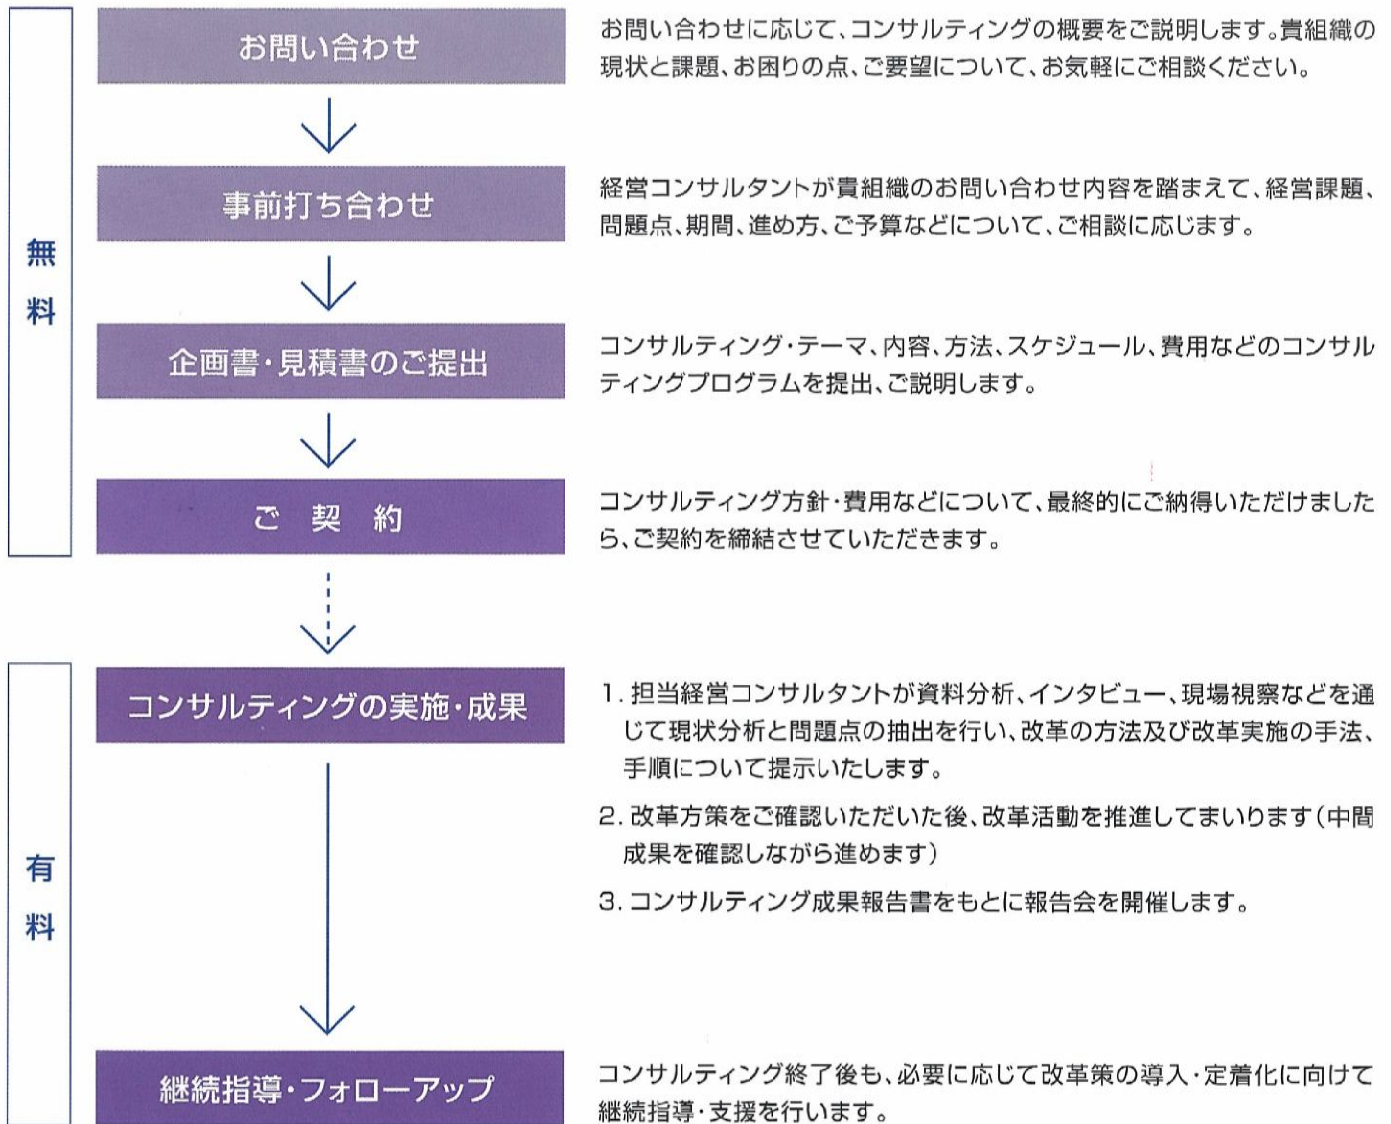 無料
お問い合わせ
お問い合わせに応じて、コンサルティングの概要をご説明します。貴組織の
現状と課題、お困りの点、ご要望について、お気軽にご相談ください。
事前打ち合わせ
経営コンサルタントが貴組織のお問い合わせ内容を踏まえて、経営課題、
問題点、期間、進め方、ご予算などについて、ご相談に応じます。
企画書・見積書のご提出
コンサルティング・テーマ、内容、方法、スケジュール、費用などのコンサル
ティングプログラムを提出、ご説明します。
ご 契 約
コンサルティング方針・費用などについて、最終的にご納得いただけました
ら、ご契約を締結させていただきます。
有料
コンサルティングの実施・成果
1. 担当経営コンサルタントが資料分析、インタビュー、現場視察などを通
じて現状分析と問題点の抽出を行い、改革の方法及び改革実施の手法、
手順について提示いたします。
2. 改革方策をご確認いただいた後、改革活動を推進してまいります(中間
成果を確認しながら進めます)
3. コンサルティング成果報告書をもとに報告会を開催します。
継続指導・フォローアップ
コンサルティング終了後も、必要に応じて改革策の導入・定着化に向けて
継続指導・支援を行います。